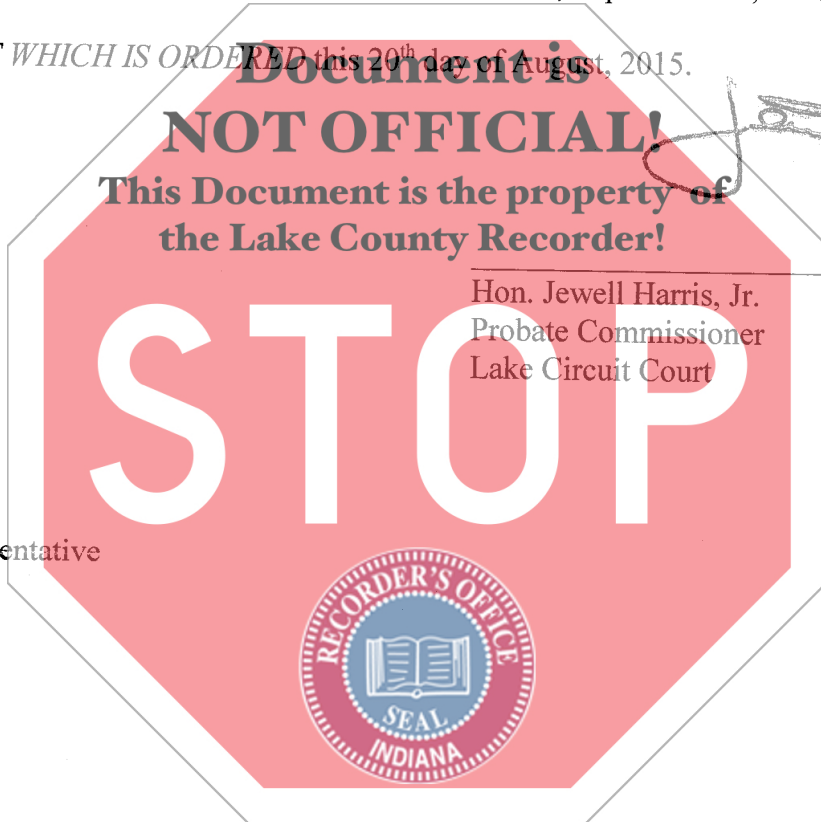 WHICH IS ORDERED this 20th day of August, 2015.
Document is
NOT OFFICIAL!
This Document is the property of
the Lake County Recorder!
Hon. Jewell Harris, Jr.
Probate Commissioner
Lake Circuit Court
STOP
entative
RECORDER'S OFFICE
SEAL
INDIANA